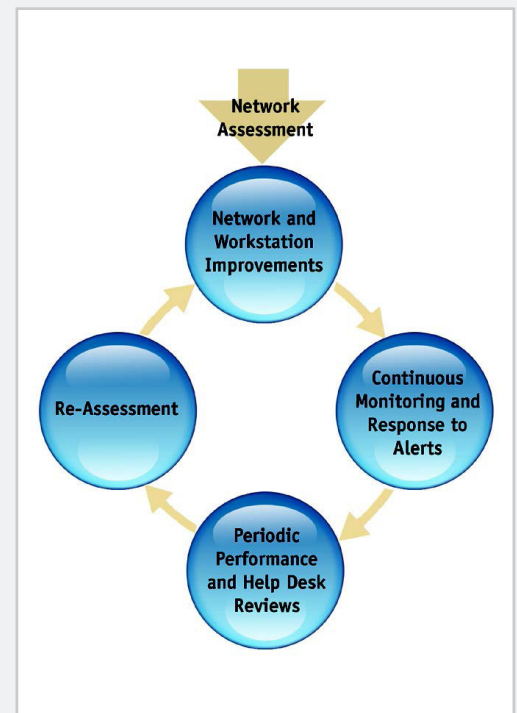 Network
Assessment
Network and
Workstation
Improvements
Continuous
Monitoring and
Response to
Alerts
Periodic
Performance
and Help Desk
Reviews
Re-Assessment